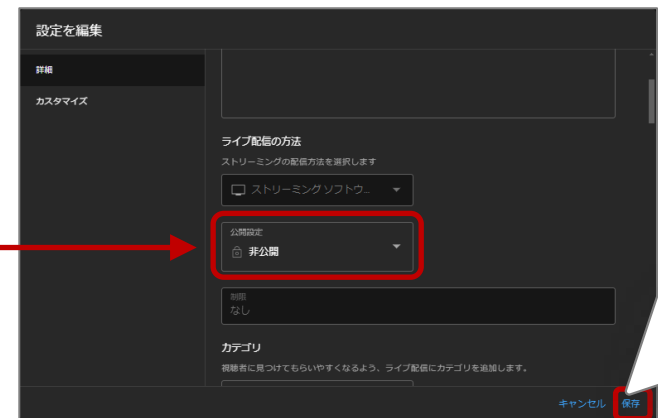 設定を編集
詳細
カスタマイズ
ライブ配信の方法
ストリーミングの配信方法を選択します
ストリーミングソフトウ...
公開設定
非公開
制限
なし
カテゴリ
視聴者に見つけてもらいやすくなるよう、ライブ配信にカテゴリを追加します。
キャンセル 保存